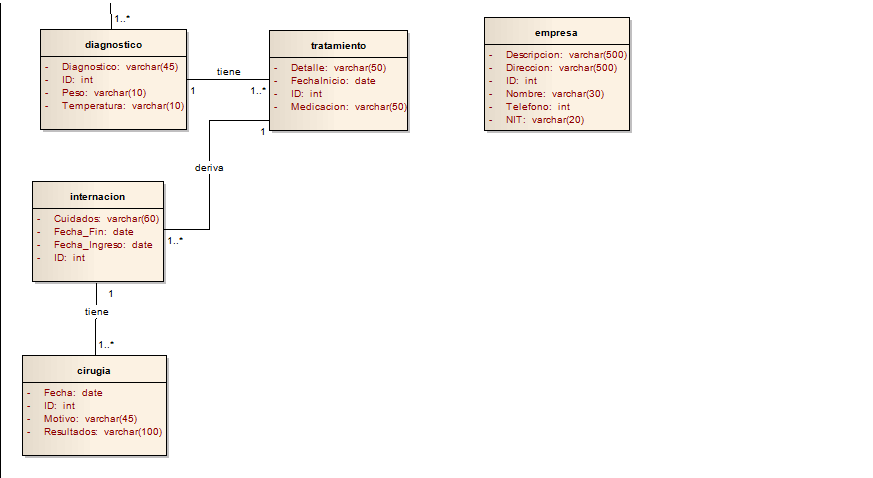 1..*
diagnostico
- Diagnostico: varchar(45)
- ID: int
- Peso: varchar(10)
- Temperatura: varchar(10)
tiene
1
1..*
tratamiento
- Detalle: varchar(50)
- FechaInicio: date
- ID: int
- Medicacion: varchar(50)
1
empresa
- Descripcion: varchar(500)
- Direccion: varchar(500)
- ID: int
- Nombre: varchar(30)
- Telefono: int
- NIT: varchar(20)
deriva
internacion
- Cuidados: varchar(60)
- Fecha_Fin: date
- Fecha_Ingreso: date
- ID: int
1..*
1
tiene
1..*
cirugia
- Fecha: date
- ID: int
- Motivo: varchar(45)
- Resultados: varchar(100)